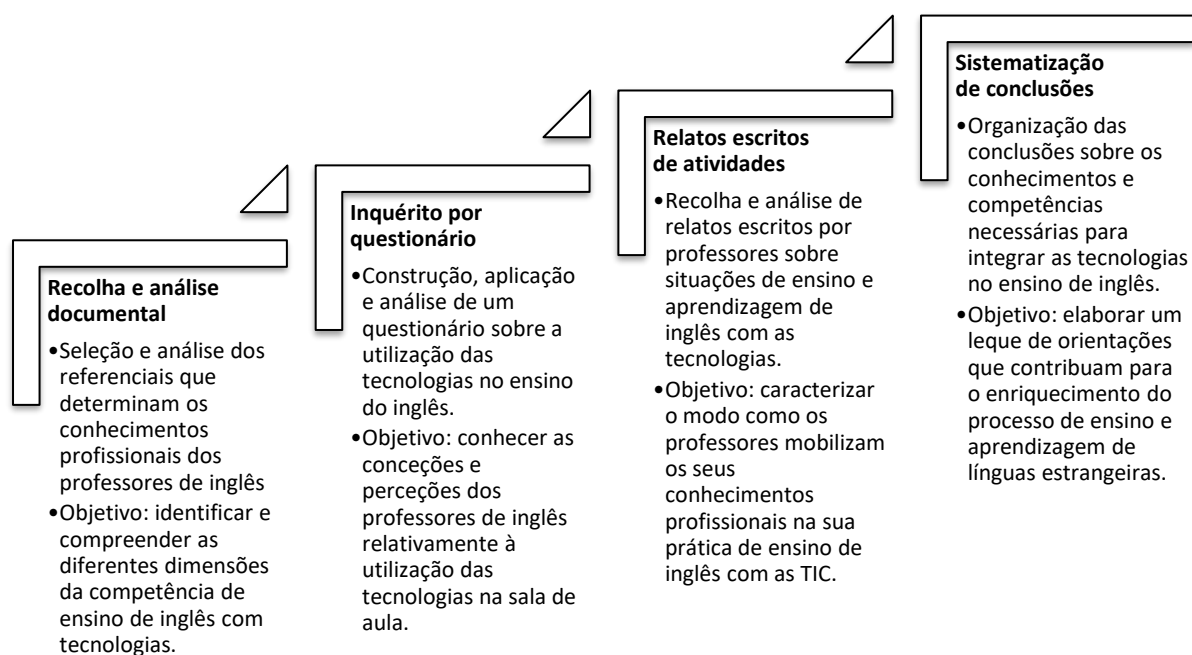 Recolha e análise
documental
•Seleção e análise dos
referenciais que
determinam os
conhecimentos
profissionais dos
professores de inglês
•Objetivo: identificar e
compreender as
diferentes dimensões
da competência de
ensino de inglês com
tecnologias.
Inquérito por
questionário
•Construção, aplicação
e análise de um
questionário sobre a
utilização das
tecnologias no ensino
do inglês.
•Objetivo: conhecer as
conceções e
perceções dos
professores de inglês
relativamente à
utilização das
tecnologias na sala de
aula.
Relatos escritos
de atividades
•Recolha e análise de
relatos escritos por
professores sobre
situações de ensino e
aprendizagem de
inglês com as
tecnologias.
•Objetivo: caracterizar
o modo como os
professores mobilizam
os seus
conhecimentos
profissionais na sua
prática de ensino de
inglês com as TIC.
Sistematização
de conclusões
•Organização das
conclusões sobre os
conhecimentos e
competências
necessárias para
integrar as tecnologias
no ensino de inglês.
•Objetivo: elaborar um
leque de orientações
que contribuam para
o enriquecimento do
processo de ensino e
aprendizagem de
línguas estrangeiras.